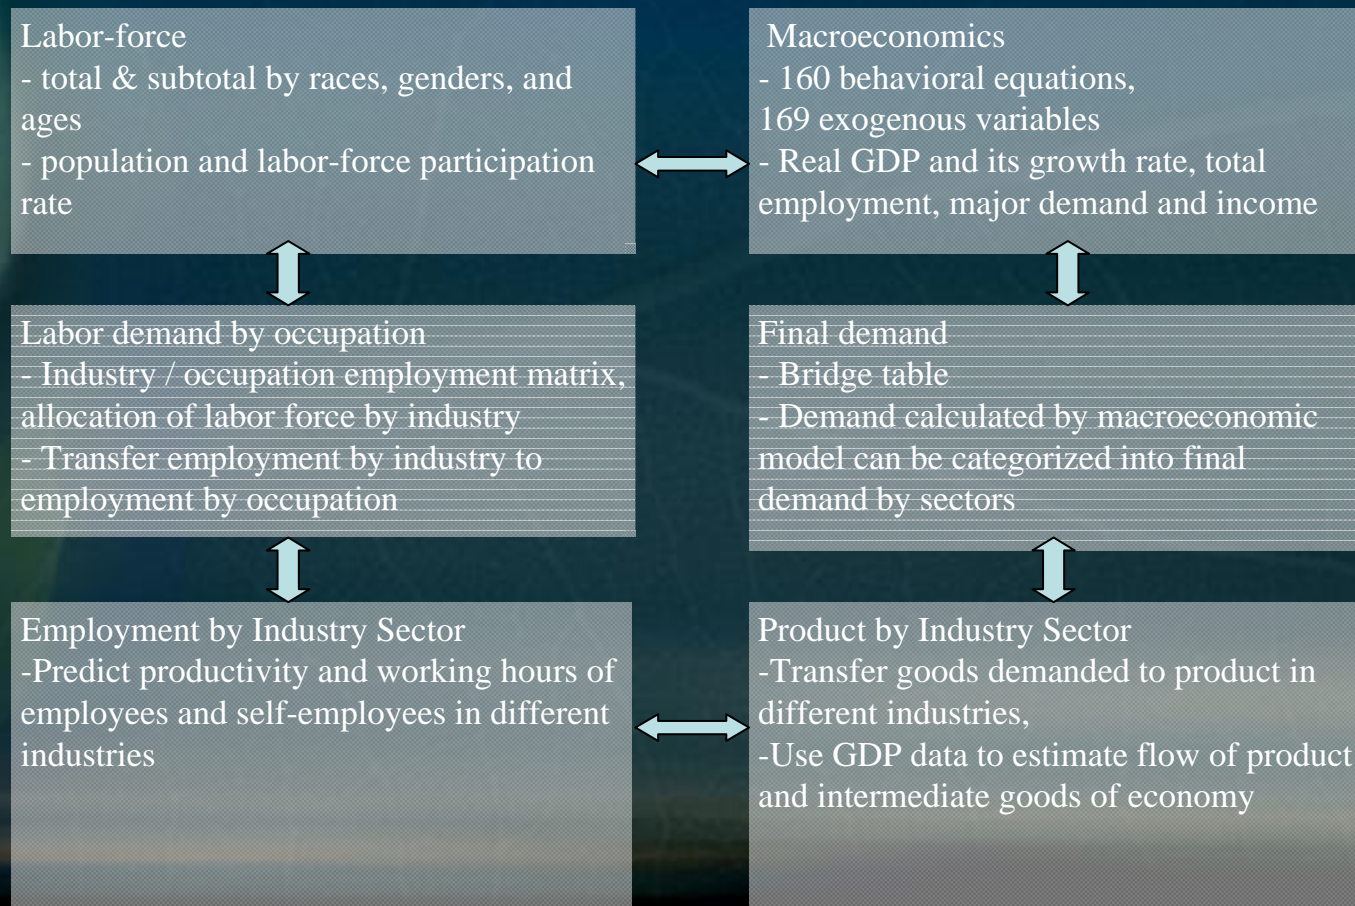 Labor-force
- total & subtotal by races, genders, and
ages
- population and labor-force participation
rate
Macroeconomics
- 160 behavioral equations,
169 exogenous variables
- Real GDP and its growth rate, total
employment, major demand and income
Labor demand by occupation
- Industry / occupation employment matrix,
allocation of labor force by industry
- Transfer employment by industry to
employment by occupation
Final demand
- Bridge table
- Demand calculated by macroeconomic
model can be categorized into final
demand by sectors
Employment by Industry Sector
-Predict productivity and working hours of
employees and self-employees in different
industries
Product by Industry Sector
-Transfer goods demanded to product in
different industries,
-Use GDP data to estimate flow of product
and intermediate goods of economy